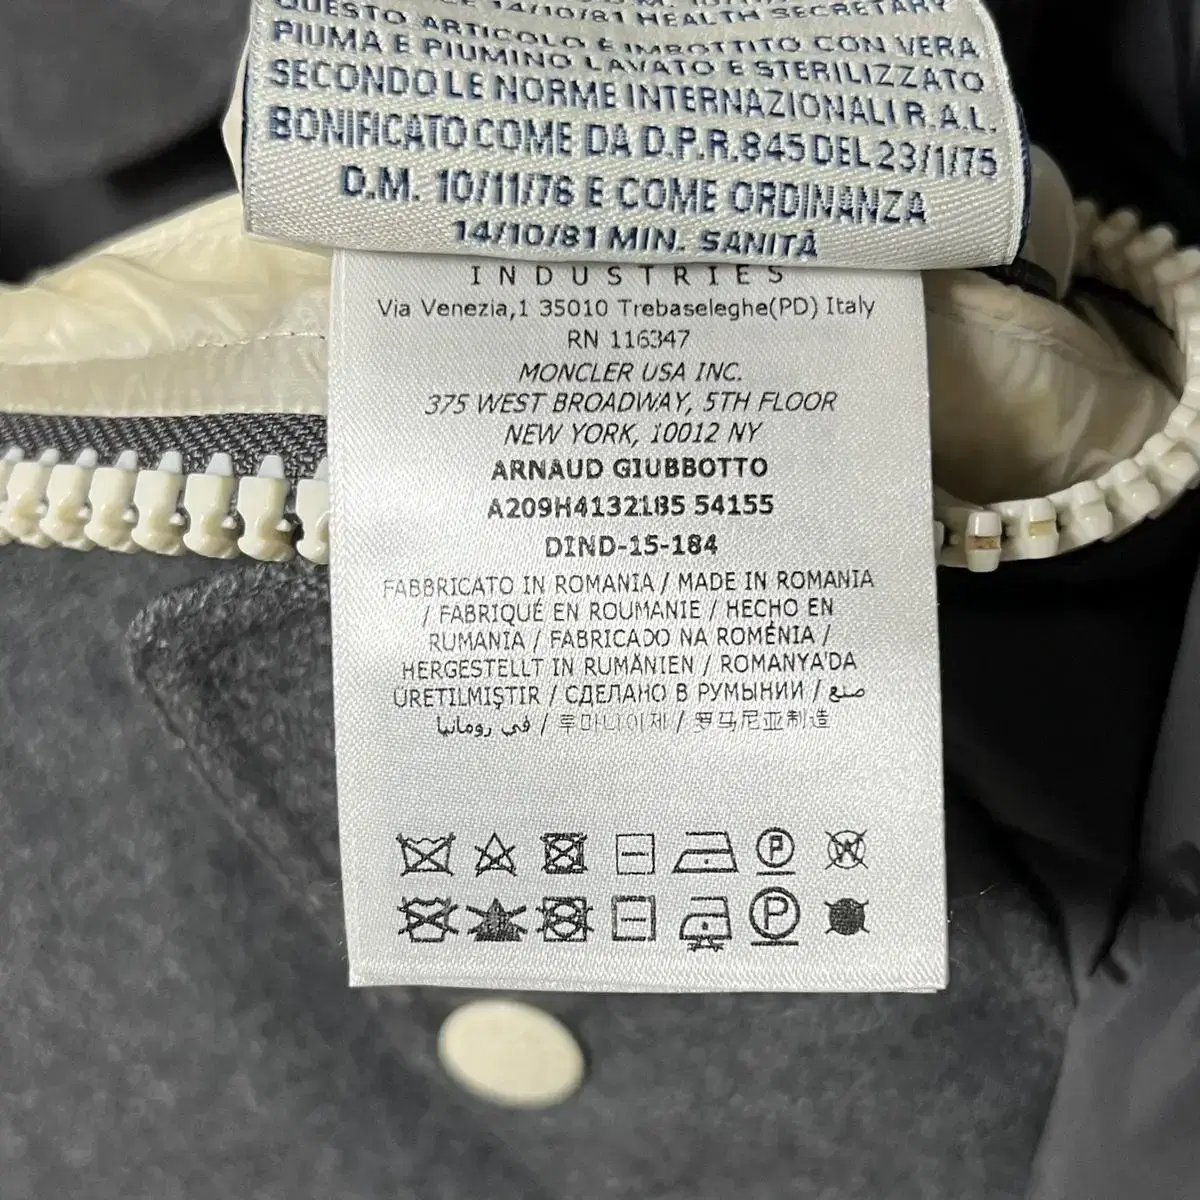 14/10/81 HEALTH SECRETARY
QUESTO ARTICOLO È IMBOTTITO CON VERA
PIUMA E PIUMINO LAVATO E STERILIZZATO
SECONDO LE NORME INTERNAZIONALI R.A.L.
BONIFICATO COME DA D.P.R.845 DEL 23/1/75
D.M. 10/11/76 E COME ORDINANZA
14/10/81 MIN. SANITÀ
INDUSTRIES
Via Venezia,1 35010 Trebaseleghe(PD) Italy
RN 116347
MONCLER USA INC.
375 WEST BROADWAY, 5TH FLOOR
NEW YORK, 10012 NY
ARNAUD GIUBBOTTO
A209H4132185 54155
DIND-15-184
FABBRICATO IN ROMANIA / MADE IN ROMANIA
/ FABRIQUÉ EN ROUMANIE / HECHO EN
RUMANIA / FABRICADO NA ROMÉNIA /
HERGESTELLT IN RUMÄNIEN / ROMANYA'DA
ÜRETILMIŞTIR / СДЕЛАНО В РУМЫНИИ / صنع
في رومانيا / 루마니아제 / 罗马尼亚制造
P W
P